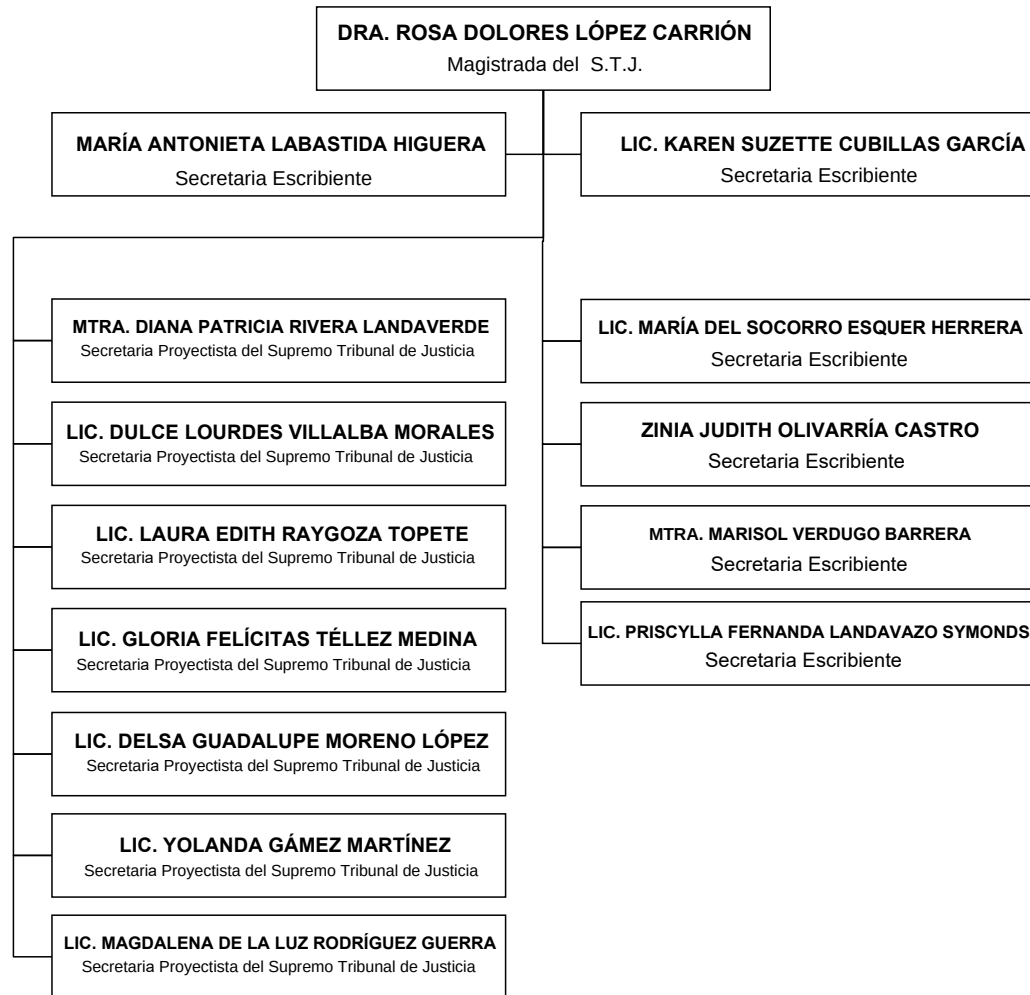 DRA. ROSA DOLORES LÓPEZ CARRIÓN
Magistrada del S.T.J.
MARÍA ANTONIETA LABASTIDA HIGUERA
Secretaria Escribiente
LIC. KAREN SUZETTE CUBILLAS GARCÍA
Secretaria Escribiente
MTRA. DIANA PATRICIA RIVERA LANDAVERDE
Secretaria Proyectista del Supremo Tribunal de Justicia
LIC. DULCE LOURDES VILLALBA MORALES
Secretaria Proyectista del Supremo Tribunal de Justicia
LIC. LAURA EDITH RAYGOZA TOPETE
Secretaria Proyectista del Supremo Tribunal de Justicia
LIC. GLORIA FELÍCITAS TÉLLEZ MEDINA
Secretaria Proyectista del Supremo Tribunal de Justicia
LIC. DELSA GUADALUPE MORENO LÓPEZ
Secretaria Proyectista del Supremo Tribunal de Justicia
LIC. YOLANDA GÁMEZ MARTÍNEZ
Secretaria Proyectista del Supremo Tribunal de Justicia
LIC. MAGDALENA DE LA LUZ RODRÍGUEZ GUERRA
Secretaria Proyectista del Supremo Tribunal de Justicia
LIC. MARÍA DEL SOCORRO ESQUER HERRERA
Secretaria Escribiente
ZINIA JUDITH OLIVARRÍA CASTRO
Secretaria Escribiente
MTRA. MARISOL VERDUGO BARRERA
Secretaria Escribiente
LIC. PRISCYLLA FERNANDA LANDAVAZO SYMONDS
Secretaria Escribiente